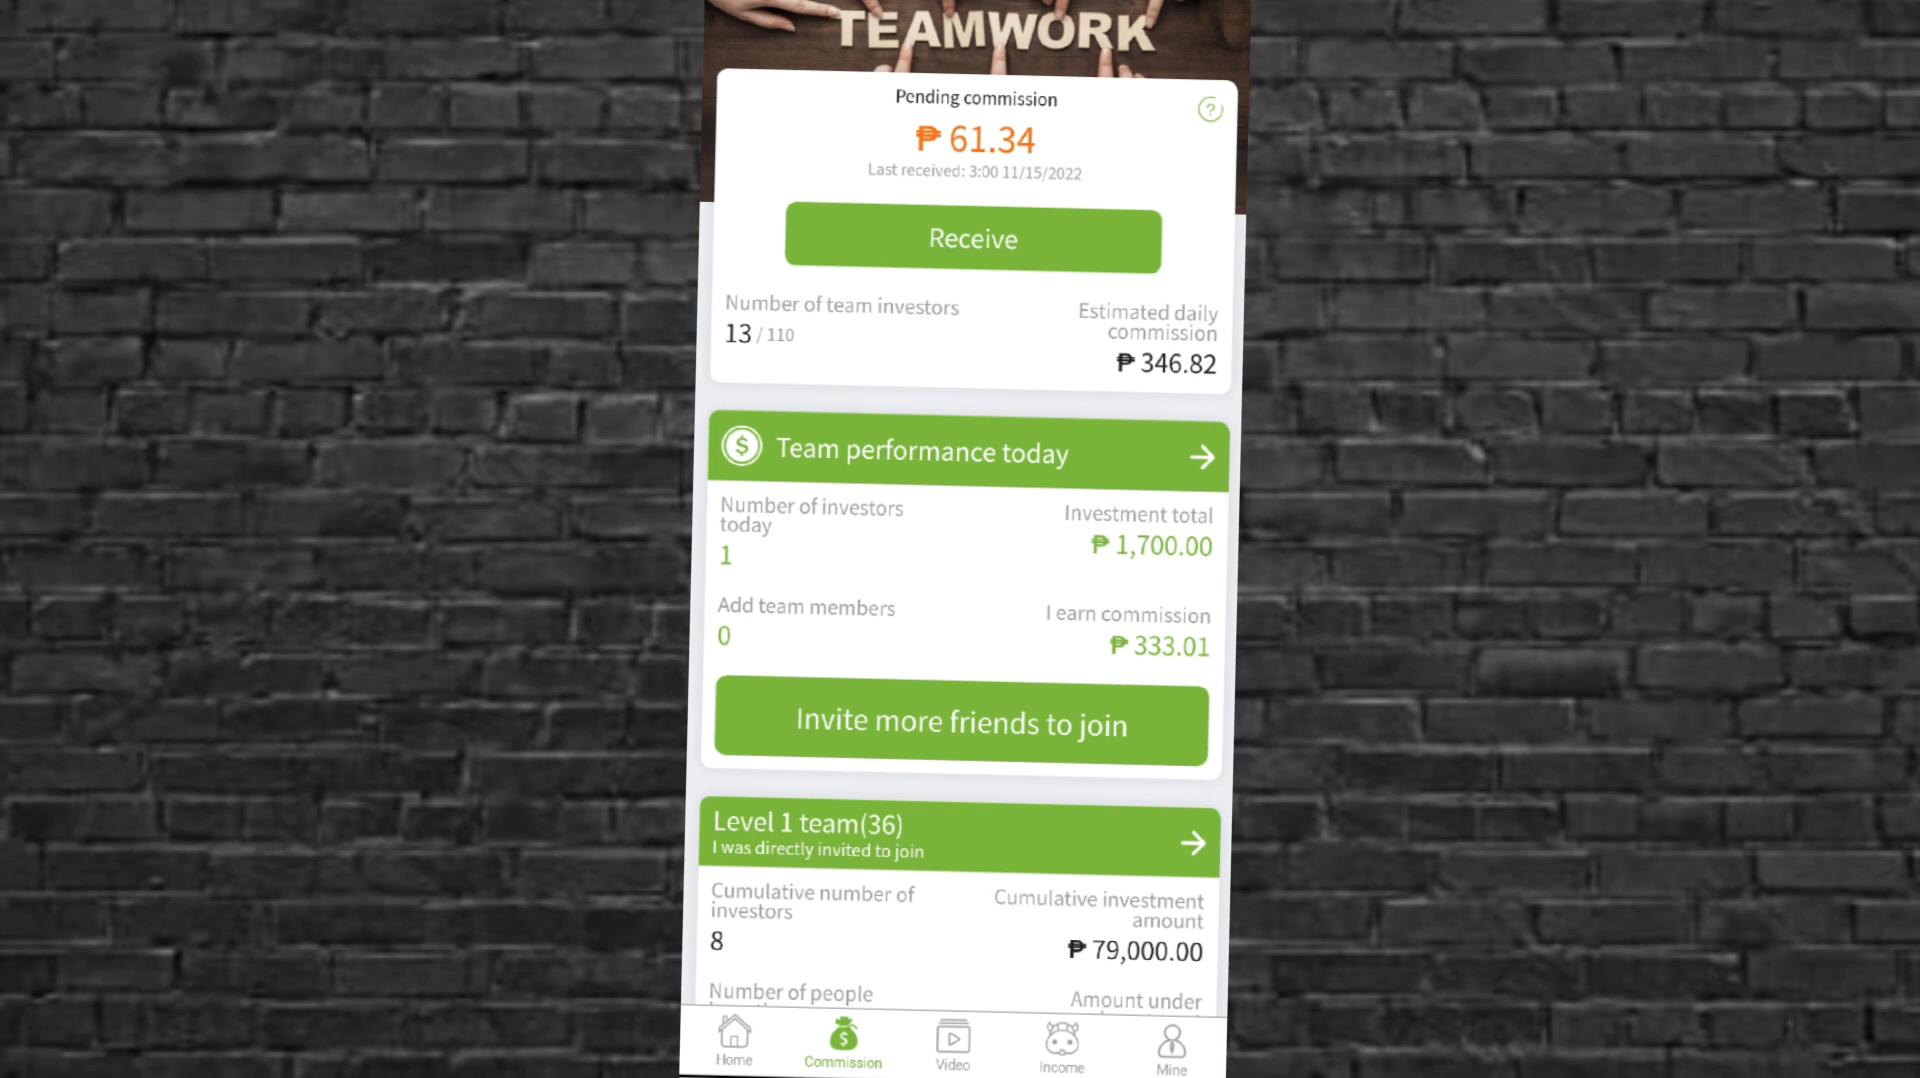 TEAMWORK
Pending commission
₱ 61.34
Last received: 3:00 11/15/2022
Receive
Number of team investors
13 / 110
Estimated daily
commission
₱ 346.82
Team performance today
Number of investors
today
1
Investment total
₱ 1,700.00
Add team members
0
I earn commission
₱ 333.01
Invite more friends to join
Level 1 team(36)
I was directly invited to join
Cumulative number of
investors
8
Cumulative investment
amount
₱ 79,000.00
Number of people
Amount under
Home
Commission
Video
Income
Mine